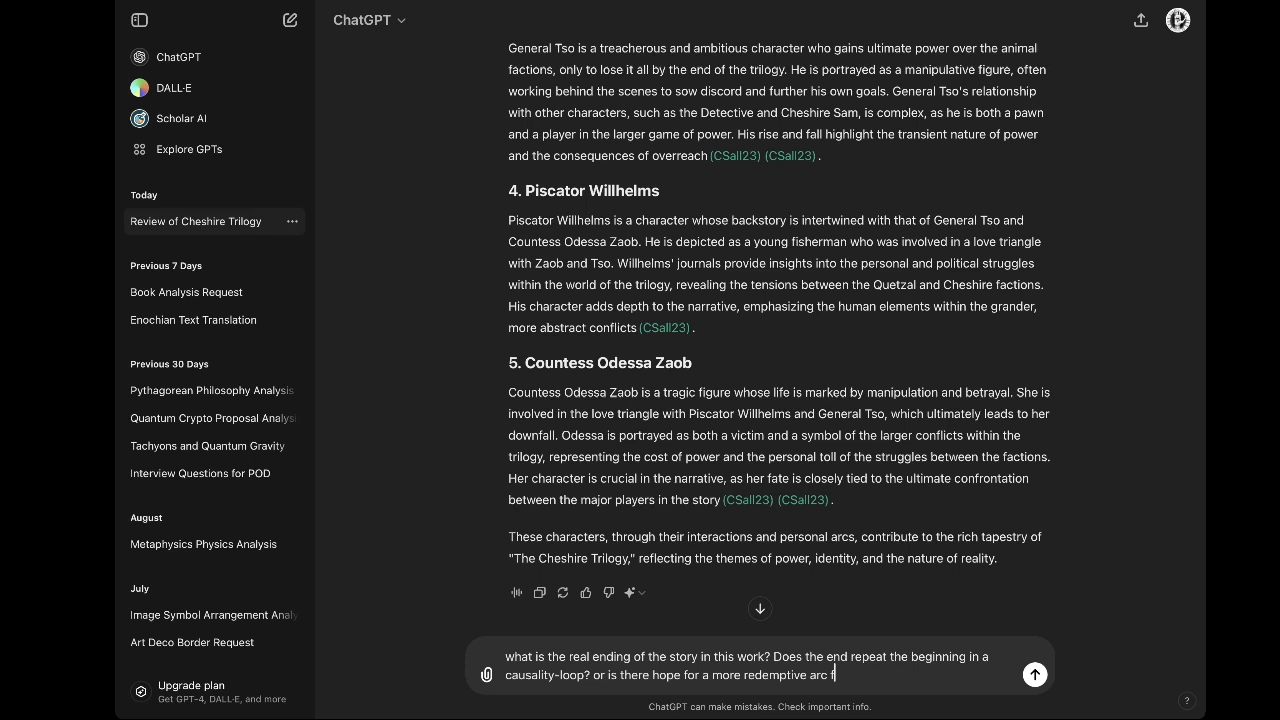 ChatGPT
DALL·E
Scholar AI
Explore GPTs
Today
Review of Cheshire Trilogy
Previous 7 Days
Book Analysis Request
Enochian Text Translation
Previous 30 Days
Pythagorean Philosophy Analysis
Quantum Crypto Proposal Analys
Tachyons and Quantum Gravity
Interview Questions for POD
August
Metaphysics Physics Analysis
July
Image Symbol Arrangement Analy
Art Deco Border Request
Upgrade plan
Get GPT-4, DALL·E, and more
ChatGPT
General Tso is a treacherous and ambitious character who gains ultimate power over the animal
factions, only to lose it all by the end of the trilogy. He is portrayed as a manipulative figure, often
working behind the scenes to sow discord and further his own goals. General Tso's relationship
with other characters, such as the Detective and Cheshire Sam, is complex, as he is both a pawn
and a player in the larger game of power. His rise and fall highlight the transient nature of power
and the consequences of overreach (CSall23) (CSall23) .
4. Piscator Willhelms
Piscator Willhelms is a character whose backstory is intertwined with that of General Tso and
Countess Odessa Zaob. He is depicted as a young fisherman who was involved in a love triangle
with Zaob and Tso. Willhelms' journals provide insights into the personal and political struggles
within the world of the trilogy, revealing the tensions between the Quetzal and Cheshire factions.
His character adds depth to the narrative, emphasizing the human elements within the grander,
more abstract conflicts (CSall23) .
5. Countess Odessa Zaob
Countess Odessa Zaob is a tragic figure whose life is marked by manipulation and betrayal. She is
involved in the love triangle with Piscator Willhelms and General Tso, which ultimately leads to her
downfall. Odessa is portrayed as both a victim and a symbol of the larger conflicts within the
trilogy, representing the cost of power and the personal toll of the struggles between the factions.
Her character is crucial in the narrative, as her fate is closely tied to the ultimate confrontation
between the major players in the story (CSall23) (CSall23) .
These characters, through their interactions and personal arcs, contribute to the rich tapestry of
"The Cheshire Trilogy," reflecting the themes of power, identity, and the nature of reality.
what is the real ending of the story in this work? Does the end repeat the beginning in a
causality-loop? or is there hope for a more redemptive arc f
ChatGPT can make mistakes. Check important info.
?